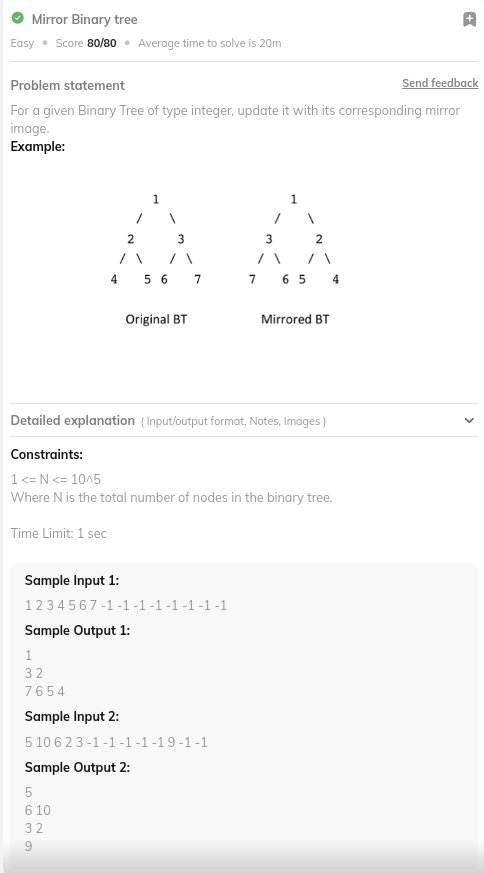 Mirror Binary tree
Easy • Score 80/80 • Average time to solve is 20m
Problem statement
Send feedback
For a given Binary Tree of type integer, update it with its corresponding mirror
image.
Example:
1 1
/ \ / \
2 3 3 2
/ \ / \ / \ / \
4 5 6 7 7 6 5 4
Original BT Mirrored BT
Detailed explanation ( Input/output format, Notes, Images )
Constraints:
1 <= N <= 10^5
Where N is the total number of nodes in the binary tree.
Time Limit: 1 sec
Sample Input 1:
1 2 3 4 5 6 7 -1 -1 -1 -1 -1 -1 -1 -1
Sample Output 1:
1
3 2
7 6 5 4
Sample Input 2:
5 10 6 2 3 -1 -1 -1 -1 -1 9 -1 -1
Sample Output 2:
5
6 10
3 2
9